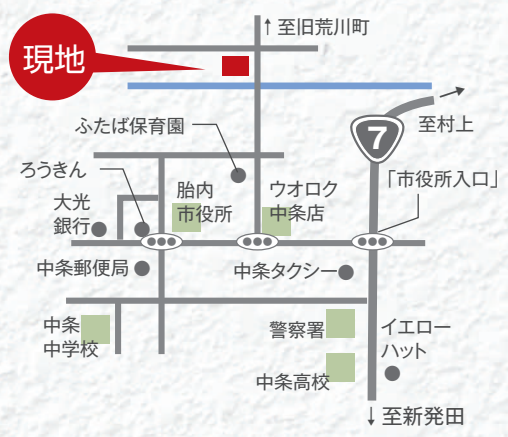 ↑至旧荒川町
現地
7
至村上
ふたば保育園
「市役所入口」
ろうきん
胎内
市役所
ウオロク
中条店
大光
銀行
中条郵便局
中条タクシー
中条
中学校
警察署
イエロー
ハット
中条高校
↓至新発田